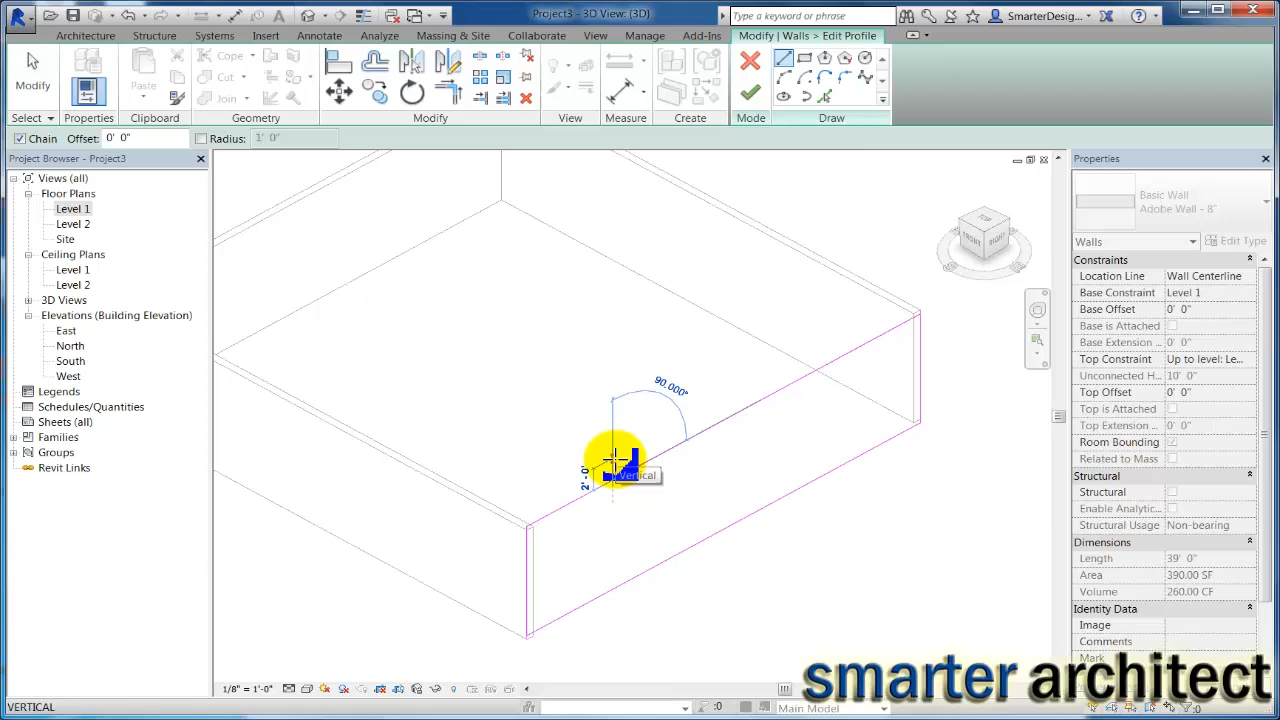 Project3 - 3D View: {3D}
Type a keyword or phrase
SmarterDesig...
Architecture Structure Systems Insert Annotate Analyze Massing & Site Collaborate View Manage Add-Ins Modify | Walls > Edit Profile
Modify
Paste
Cope
Cut
Join
Select Properties Clipboard Geometry Modify View Measure Create Mode Draw
Chain Offset: 0' 0" Radius: 1' 0"
Project Browser - Project3
Views (all)
Floor Plans
Level 1
Level 2
Site
Ceiling Plans
Level 1
Level 2
3D Views
Elevations (Building Elevation)
East
North
South
West
Legends
Schedules/Quantities
Sheets (all)
Families
Groups
Revit Links
90.000°
2' -0"
Vertical
TOP
FRONT
RIGHT
Properties
Basic Wall
Adobe Wall - 8"
Walls
Edit Type
Constraints
Location Line Wall Centerline
Base Constraint Level 1
Base Offset 0' 0"
Base is Attached
Base Extension ... 0' 0"
Top Constraint Up to level: Le...
Unconnected H... 10' 0"
Top Offset 0' 0"
Top is Attached
Top Extension ... 0' 0"
Room Bounding
Related to Mass
Structural
Structural
Enable Analytic...
Structural Usage Non-bearing
Dimensions
Length 39' 0"
Area 390.00 SF
Volume 260.00 CF
Identity Data
Image
Comments
Mark
smarter architect
1/8" = 1'-0"
VERTICAL
:0
Main Model
:0